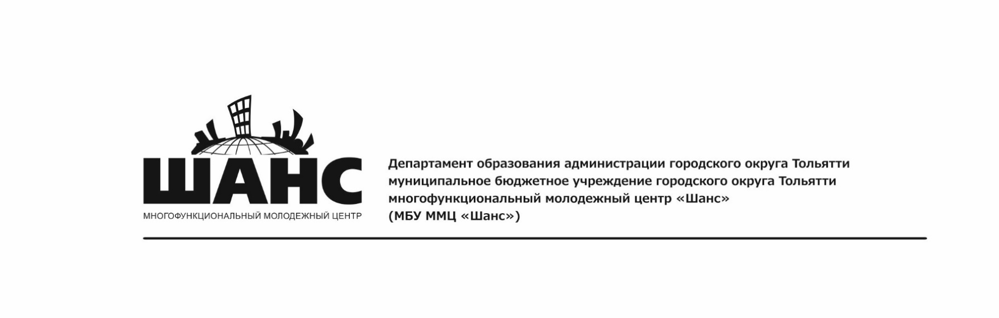 ШАНС
МНОГОФУНКЦИОНАЛЬНЫЙ МОЛОДЕЖНЫЙ ЦЕНТР
Департамент образования администрации городского округа Тольятти
муниципальное бюджетное учреждение городского округа Тольятти
многофункциональный молодежный центр «Шанс»
(МБУ ММЦ «Шанс»)